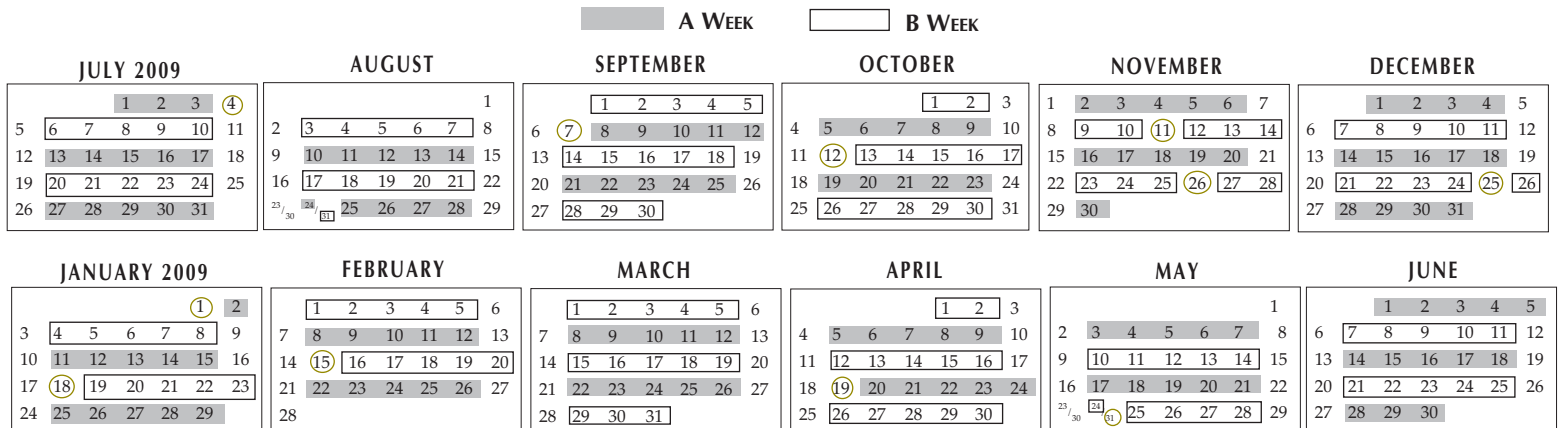 A WEEK B WEEK
JULY 2009 AUGUST SEPTEMBER OCTOBER NOVEMBER DECEMBER
1 2 3 4
5 6 7 8 9 10 11
12 13 14 15 16 17 18
19 20 21 22 23 24 25
26 27 28 29 30 31
1
2 3 4 5 6 7 8
9 10 11 12 13 14 15
16 17 18 19 20 21 22
23/30 24/31 25 26 27 28 29
1 2 3 4 5
6 7 8 9 10 11 12
13 14 15 16 17 18 19
20 21 22 23 24 25 26
27 28 29 30
1 2 3
4 5 6 7 8 9 10
11 12 13 14 15 16 17
18 19 20 21 22 23 24
25 26 27 28 29 30 31
1 2 3 4 5 6 7
8 9 10 11 12 13 14
15 16 17 18 19 20 21
22 23 24 25 26 27 28
29 30
1 2 3 4 5
6 7 8 9 10 11 12
13 14 15 16 17 18 19
20 21 22 23 24 25 26
27 28 29 30 31
JANUARY 2009 FEBRUARY MARCH APRIL MAY JUNE
1 2
3 4 5 6 7 8 9
10 11 12 13 14 15 16
17 18 19 20 21 22 23
24 25 26 27 28 29
1 2 3 4 5 6
7 8 9 10 11 12 13
14 15 16 17 18 19 20
21 22 23 24 25 26 27
28
1 2 3 4 5 6
7 8 9 10 11 12 13
14 15 16 17 18 19 20
21 22 23 24 25 26 27
28 29 30 31
1 2 3
4 5 6 7 8 9 10
11 12 13 14 15 16 17
18 19 20 21 22 23 24
25 26 27 28 29 30
1
2 3 4 5 6 7 8
9 10 11 12 13 14 15
16 17 18 19 20 21 22
23/30 24/31 25 26 27 28 29
1 2 3 4 5
6 7 8 9 10 11 12
13 14 15 16 17 18 19
20 21 22 23 24 25 26
27 28 29 30